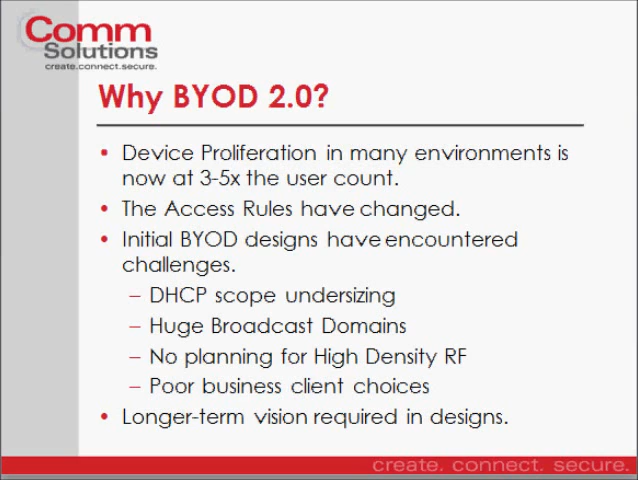 Comm
Solutions
create.connect.secure.
Why BYOD 2.0?
• Device Proliferation in many environments is
now at 3-5x the user count.
• The Access Rules have changed.
• Initial BYOD designs have encountered
challenges.
– DHCP scope undersizing
– Huge Broadcast Domains
– No planning for High Density RF
– Poor business client choices
• Longer-term vision required in designs.
create. connect. secure.